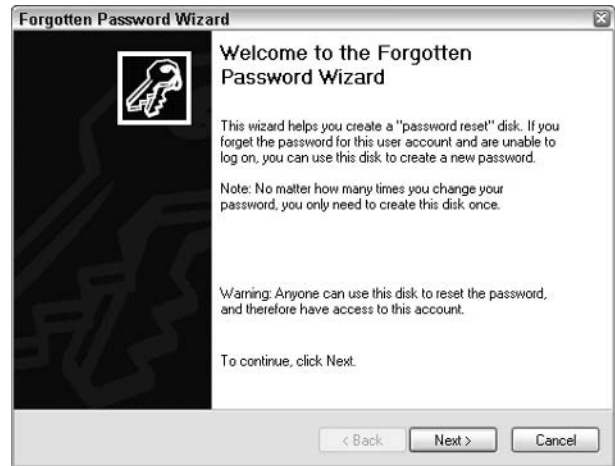 Forgotten Password Wizard
Welcome to the Forgotten
Password Wizard
This wizard helps you create a "password reset" disk. If you
forget the password for this user account and are unable to
log on, you can use this disk to create a new password.
Note: No matter how many times you change your
password, you only need to create this disk once.
Warning: Anyone can use this disk to reset the password,
and therefore have access to this account.
To continue, click Next.
< Back Next > Cancel